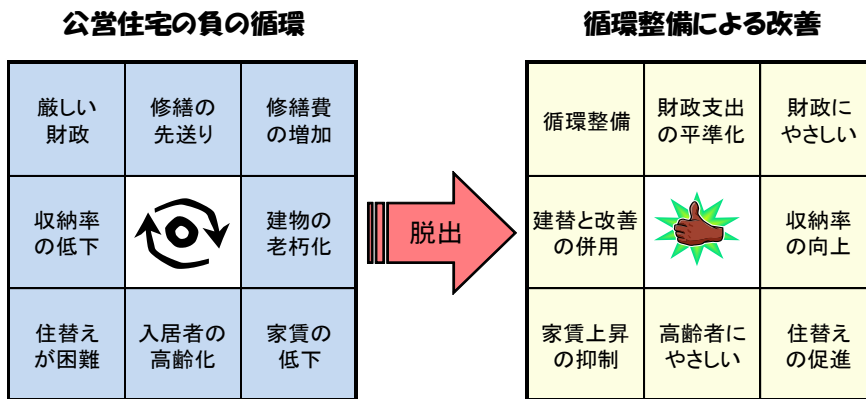 公営住宅の負の循環
循環整備による改善
厳しい
財政
修繕の
先送り
修繕費
の増加
収納率
の低下
建物の
老朽化
住替え
が困難
入居者の
高齢化
家賃の
低下
脱出
循環整備
財政支出
の平準化
財政に
やさしい
建替と改善
の併用
収納率
の向上
家賃上昇
の抑制
高齢者に
やさしい
住替え
の促進